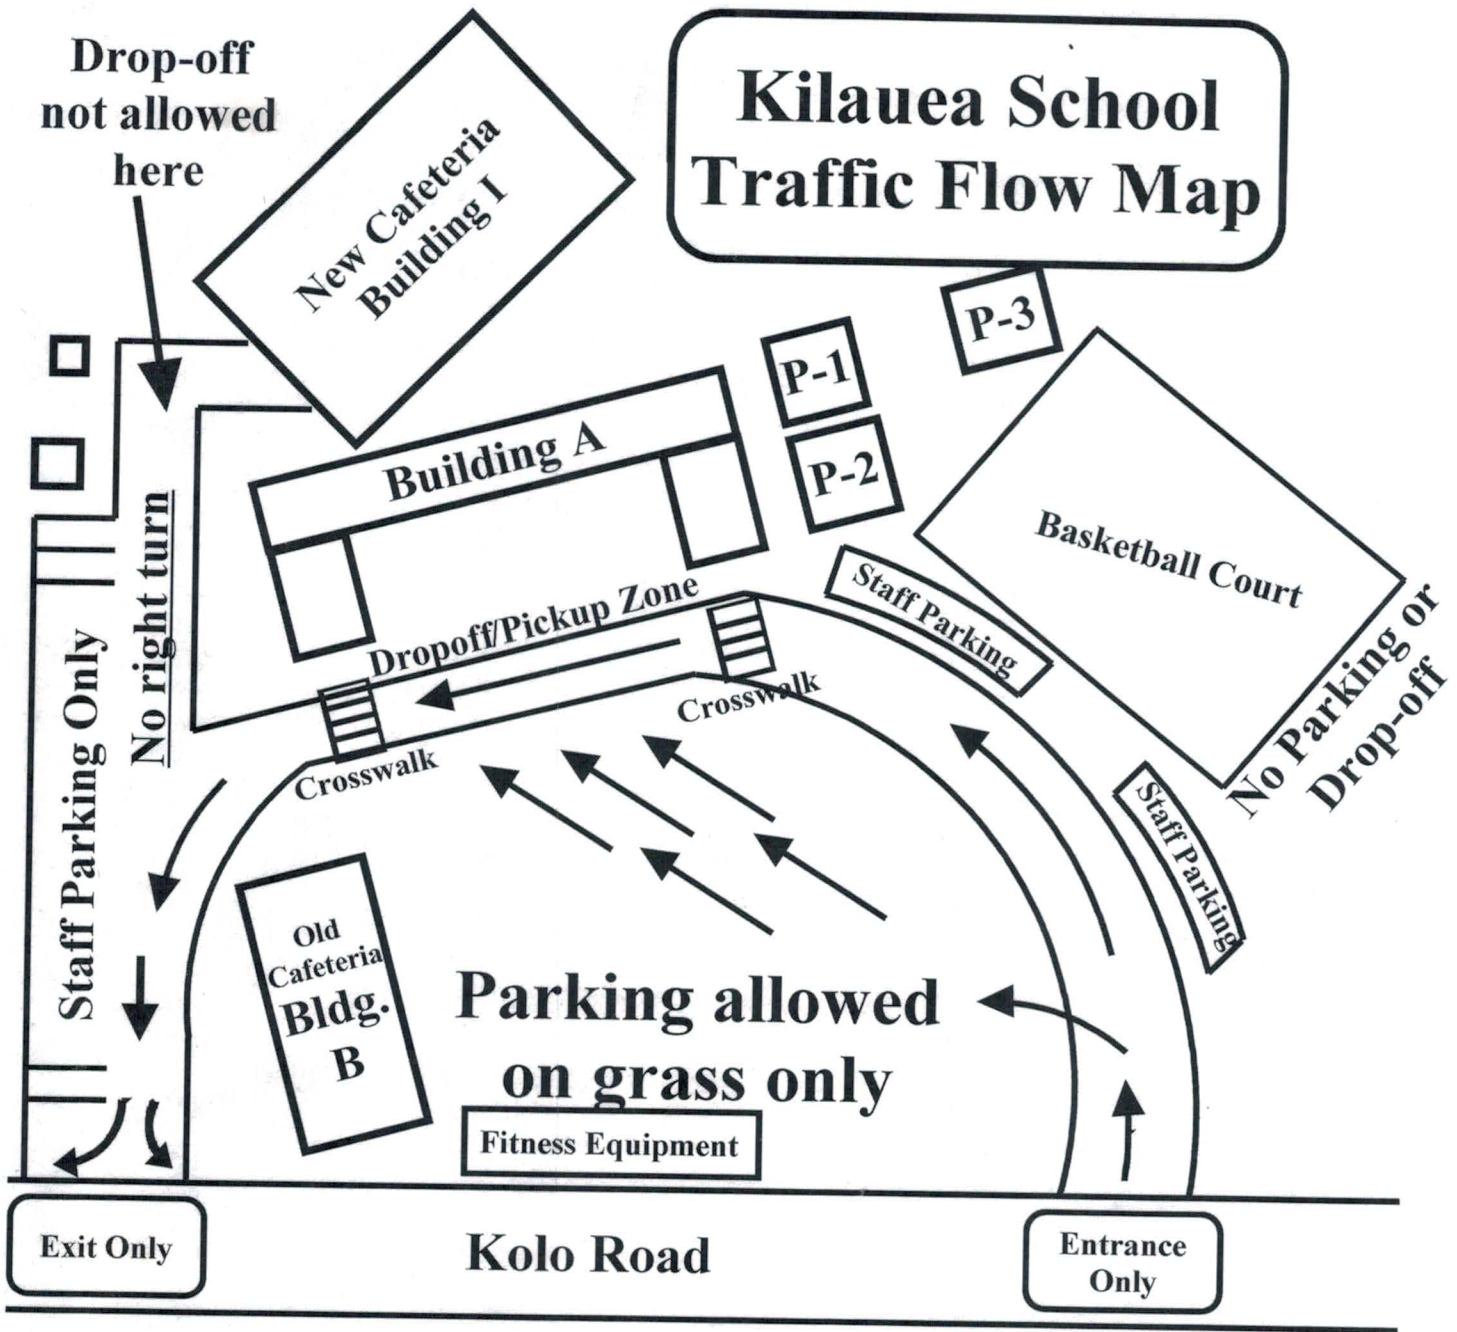 Kilauea School
Traffic Flow Map
Drop-off
not allowed
here
New Cafeteria
Building I
P-3
P-1
P-2
Building A
Basketball Court
No Parking or
Drop-off
Staff Parking
Staff Parking
Dropoff/Pickup Zone
Crosswalk
Crosswalk
No right turn
Staff Parking Only
Old
Cafeteria
Bldg.
B
Parking allowed
on grass only
Fitness Equipment
Exit Only
Kolo Road
Entrance
Only